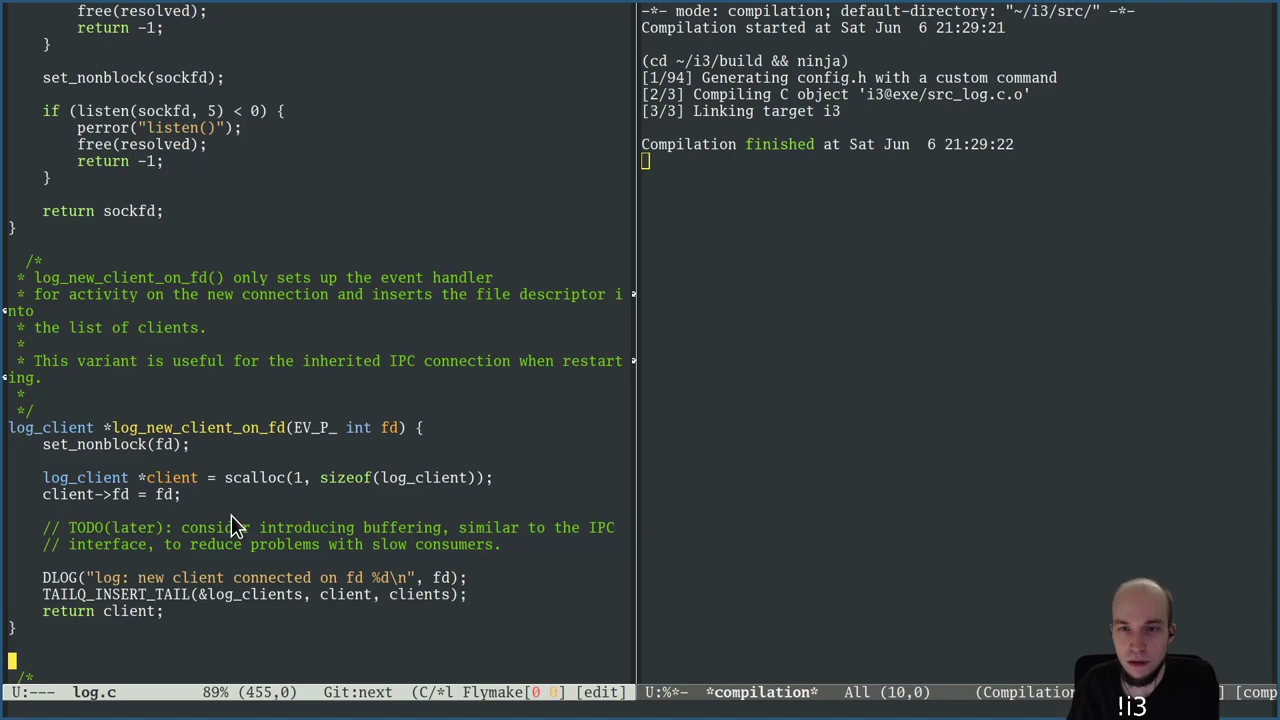 free(resolved);
        return -1;
    }

    set_nonblock(sockfd);

    if (listen(sockfd, 5) < 0) {
        perror("listen()");
        free(resolved);
        return -1;
    }

    return sockfd;
}

  /*
 * log_new_client_on_fd() only sets up the event handler
 * for activity on the new connection and inserts the file descriptor i
nto
 * the list of clients.
 *
 * This variant is useful for the inherited IPC connection when restart
ing.
 *
 */
log_client *log_new_client_on_fd(EV_P_ int fd) {
    set_nonblock(fd);

    log_client *client = scalloc(1, sizeof(log_client));
    client->fd = fd;

    // TODO(later): consider introducing buffering, similar to the IPC
    // interface, to reduce problems with slow consumers.

    DLOG("log: new client connected on fd %d\n", fd);
    TAILQ_INSERT_TAIL(&log_clients, client, clients);
    return client;
}

  /*
U:---  log.c          89% (455,0)    Git:next  (C/*l Flymake[0 0] [edit]
-*- mode: compilation; default-directory: "~/i3/src/" -*-
Compilation started at Sat Jun  6 21:29:21

(cd ~/i3/build && ninja)
[1/94] Generating config.h with a custom command
[2/3] Compiling C object 'i3@exe/src_log.c.o'
[3/3] Linking target i3

Compilation finished at Sat Jun  6 21:29:22
U:%*-  *compilation*   All (10,0)     (Compilation ] [comp
!i3